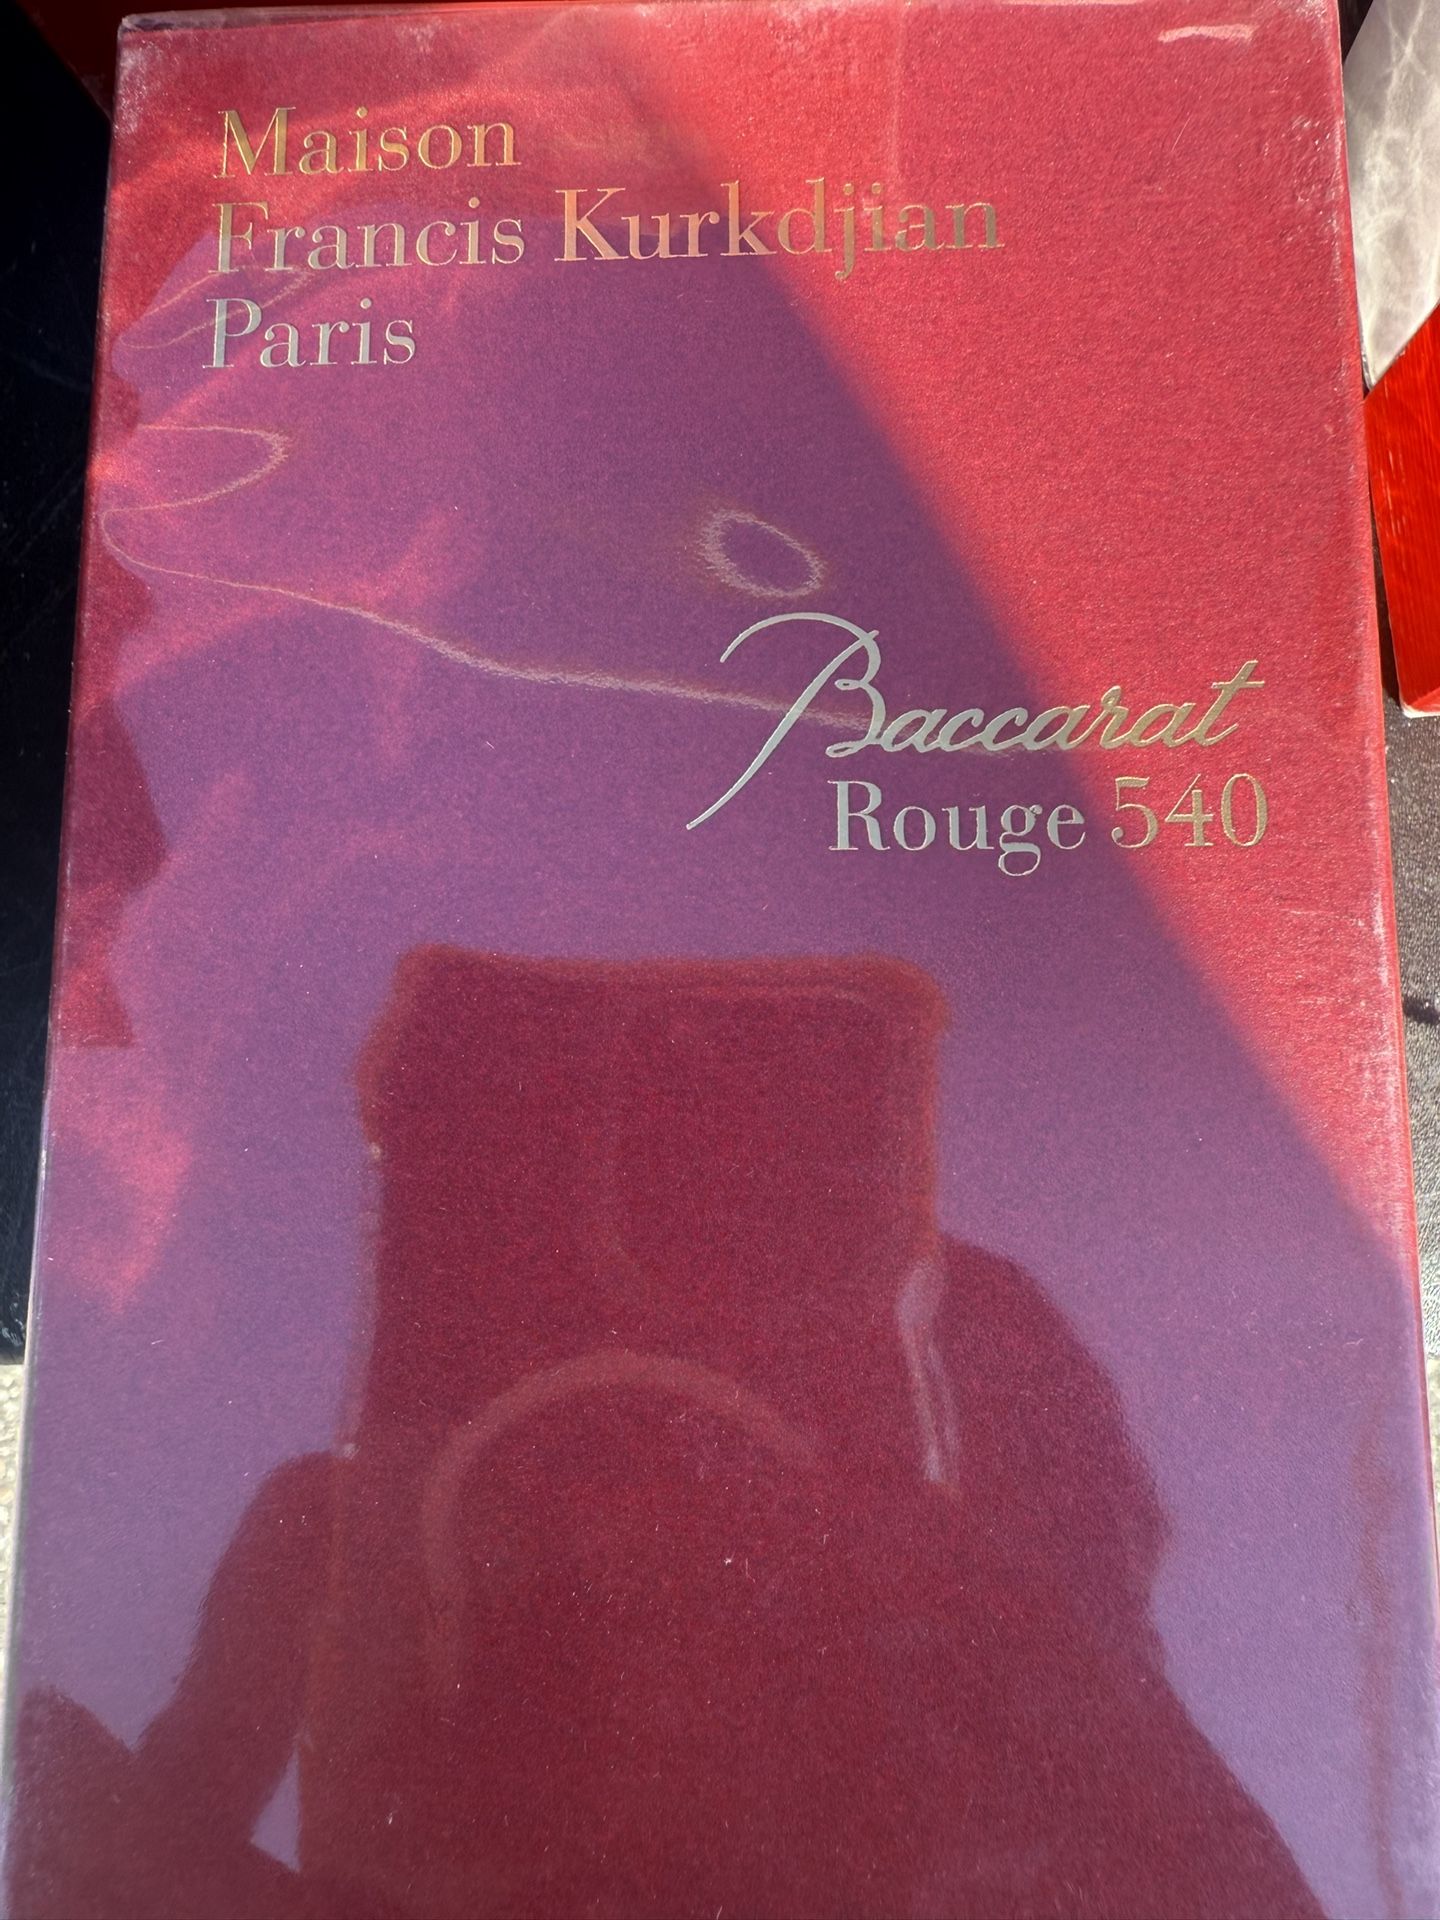 Maison
Francis Kurkdjian
Paris
Baccarat
Rouge 540